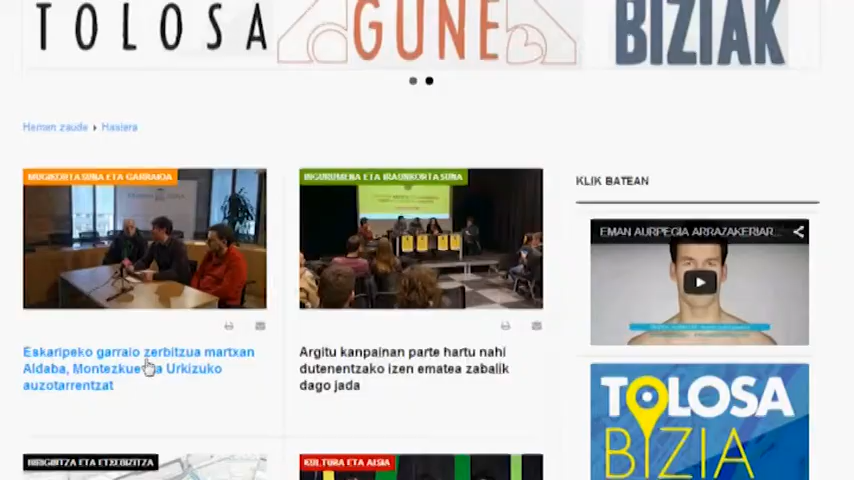 TOLOSA
GUNE
BIZIAK
Hemen zaude
Hasiera
MUGIKORTASUNA ETA GARRAIOA
INGURUMENA ETA IRAUNKORTASUNA
KLIK BATEAN
EMAN AURPEGIA ARRAZAKERIAR...
Eskaripeko garraio zerbitzua martxan
Aldaba, Montezkue Urkizuko
auzotarrentzat
Argitu kanpainan parte hartu nahi
dutenentzako izen ematea zabalik
dago jada
TOLOSA
BIZIA
HIRIGINTZA ETA ETXEBIZITZA
KULTURA ETA AISIA